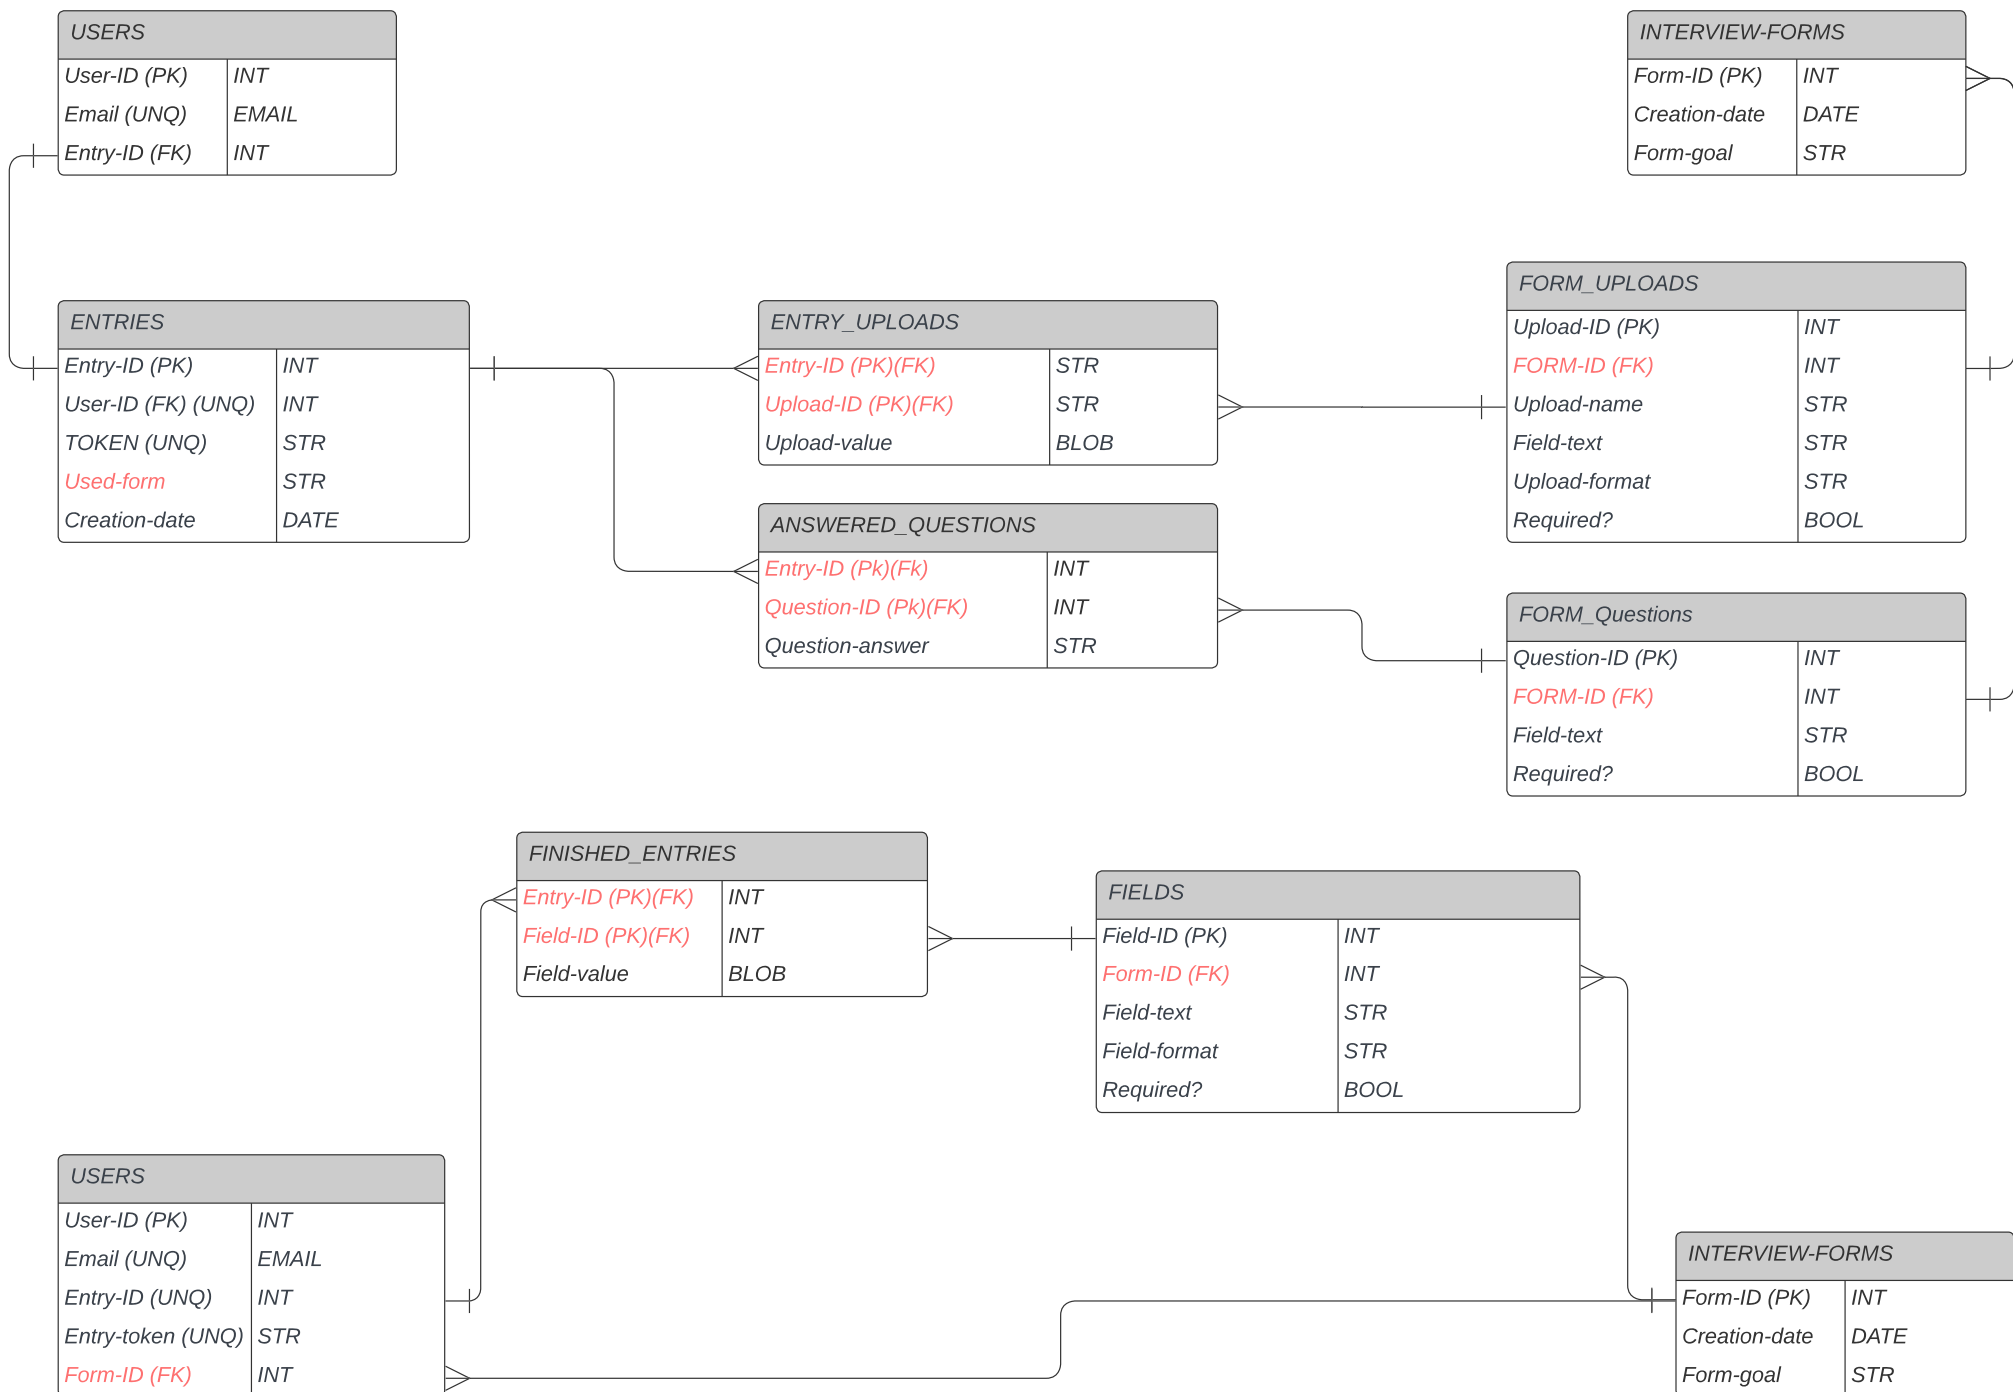 USERS
User-ID (PK) INT
Email (UNQ) EMAIL
Entry-ID (FK) INT
INTERVIEW-FORMS
Form-ID (PK) INT
Creation-date DATE
Form-goal STR
ENTRIES
Entry-ID (PK) INT
User-ID (FK) (UNQ) INT
TOKEN (UNQ) STR
Used-form STR
Creation-date DATE
ENTRY_UPLOADS
Entry-ID (PK)(FK) STR
Upload-ID (PK)(FK) STR
Upload-value BLOB
FORM_UPLOADS
Upload-ID (PK) INT
FORM-ID (FK) INT
Upload-name STR
Field-text STR
Upload-format STR
Required? BOOL
ANSWERED_QUESTIONS
Entry-ID (Pk)(Fk) INT
Question-ID (Pk)(FK) INT
Question-answer STR
FORM_Questions
Question-ID (PK) INT
FORM-ID (FK) INT
Field-text STR
Required? BOOL
FINISHED_ENTRIES
Entry-ID (PK)(FK) INT
Field-ID (PK)(FK) INT
Field-value BLOB
FIELDS
Field-ID (PK) INT
Form-ID (FK) INT
Field-text STR
Field-format STR
Required? BOOL
USERS
User-ID (PK) INT
Email (UNQ) EMAIL
Entry-ID (UNQ) INT
Entry-token (UNQ) STR
Form-ID (FK) INT
INTERVIEW-FORMS
Form-ID (PK) INT
Creation-date DATE
Form-goal STR